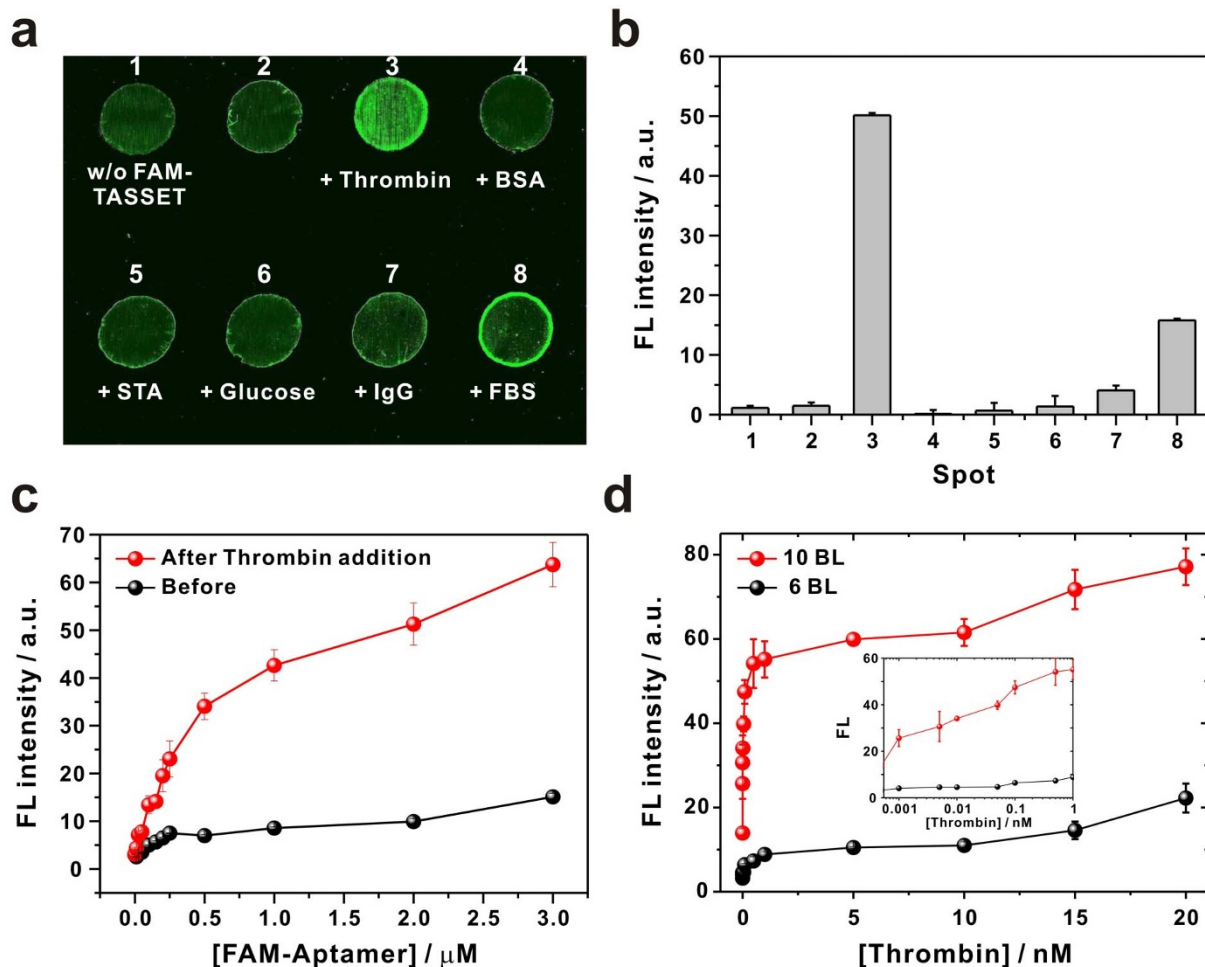 a
1 2 3 4
w/o FAM-
TASSET
+ Thrombin + BSA
5 6 7 8
+ STA + Glucose + IgG + FBS
b
60
50
40
30
20
10
0
FL intensity / a.u.
1 2 3 4 5 6 7 8
Spot
c
70
60
50
40
30
20
10
0
FL intensity / a.u.
After Thrombin addition
Before
0.0 0.5 1.0 2.0 3.0
[FAM-Aptamer] / μM
d
80
60
40
20
0
FL intensity / a.u.
10 BL
6 BL
60
40
20
0
FL
0.001 0.01 0.1 1
[Thrombin] / nM
0 5 10 15 20
[Thrombin] / nM